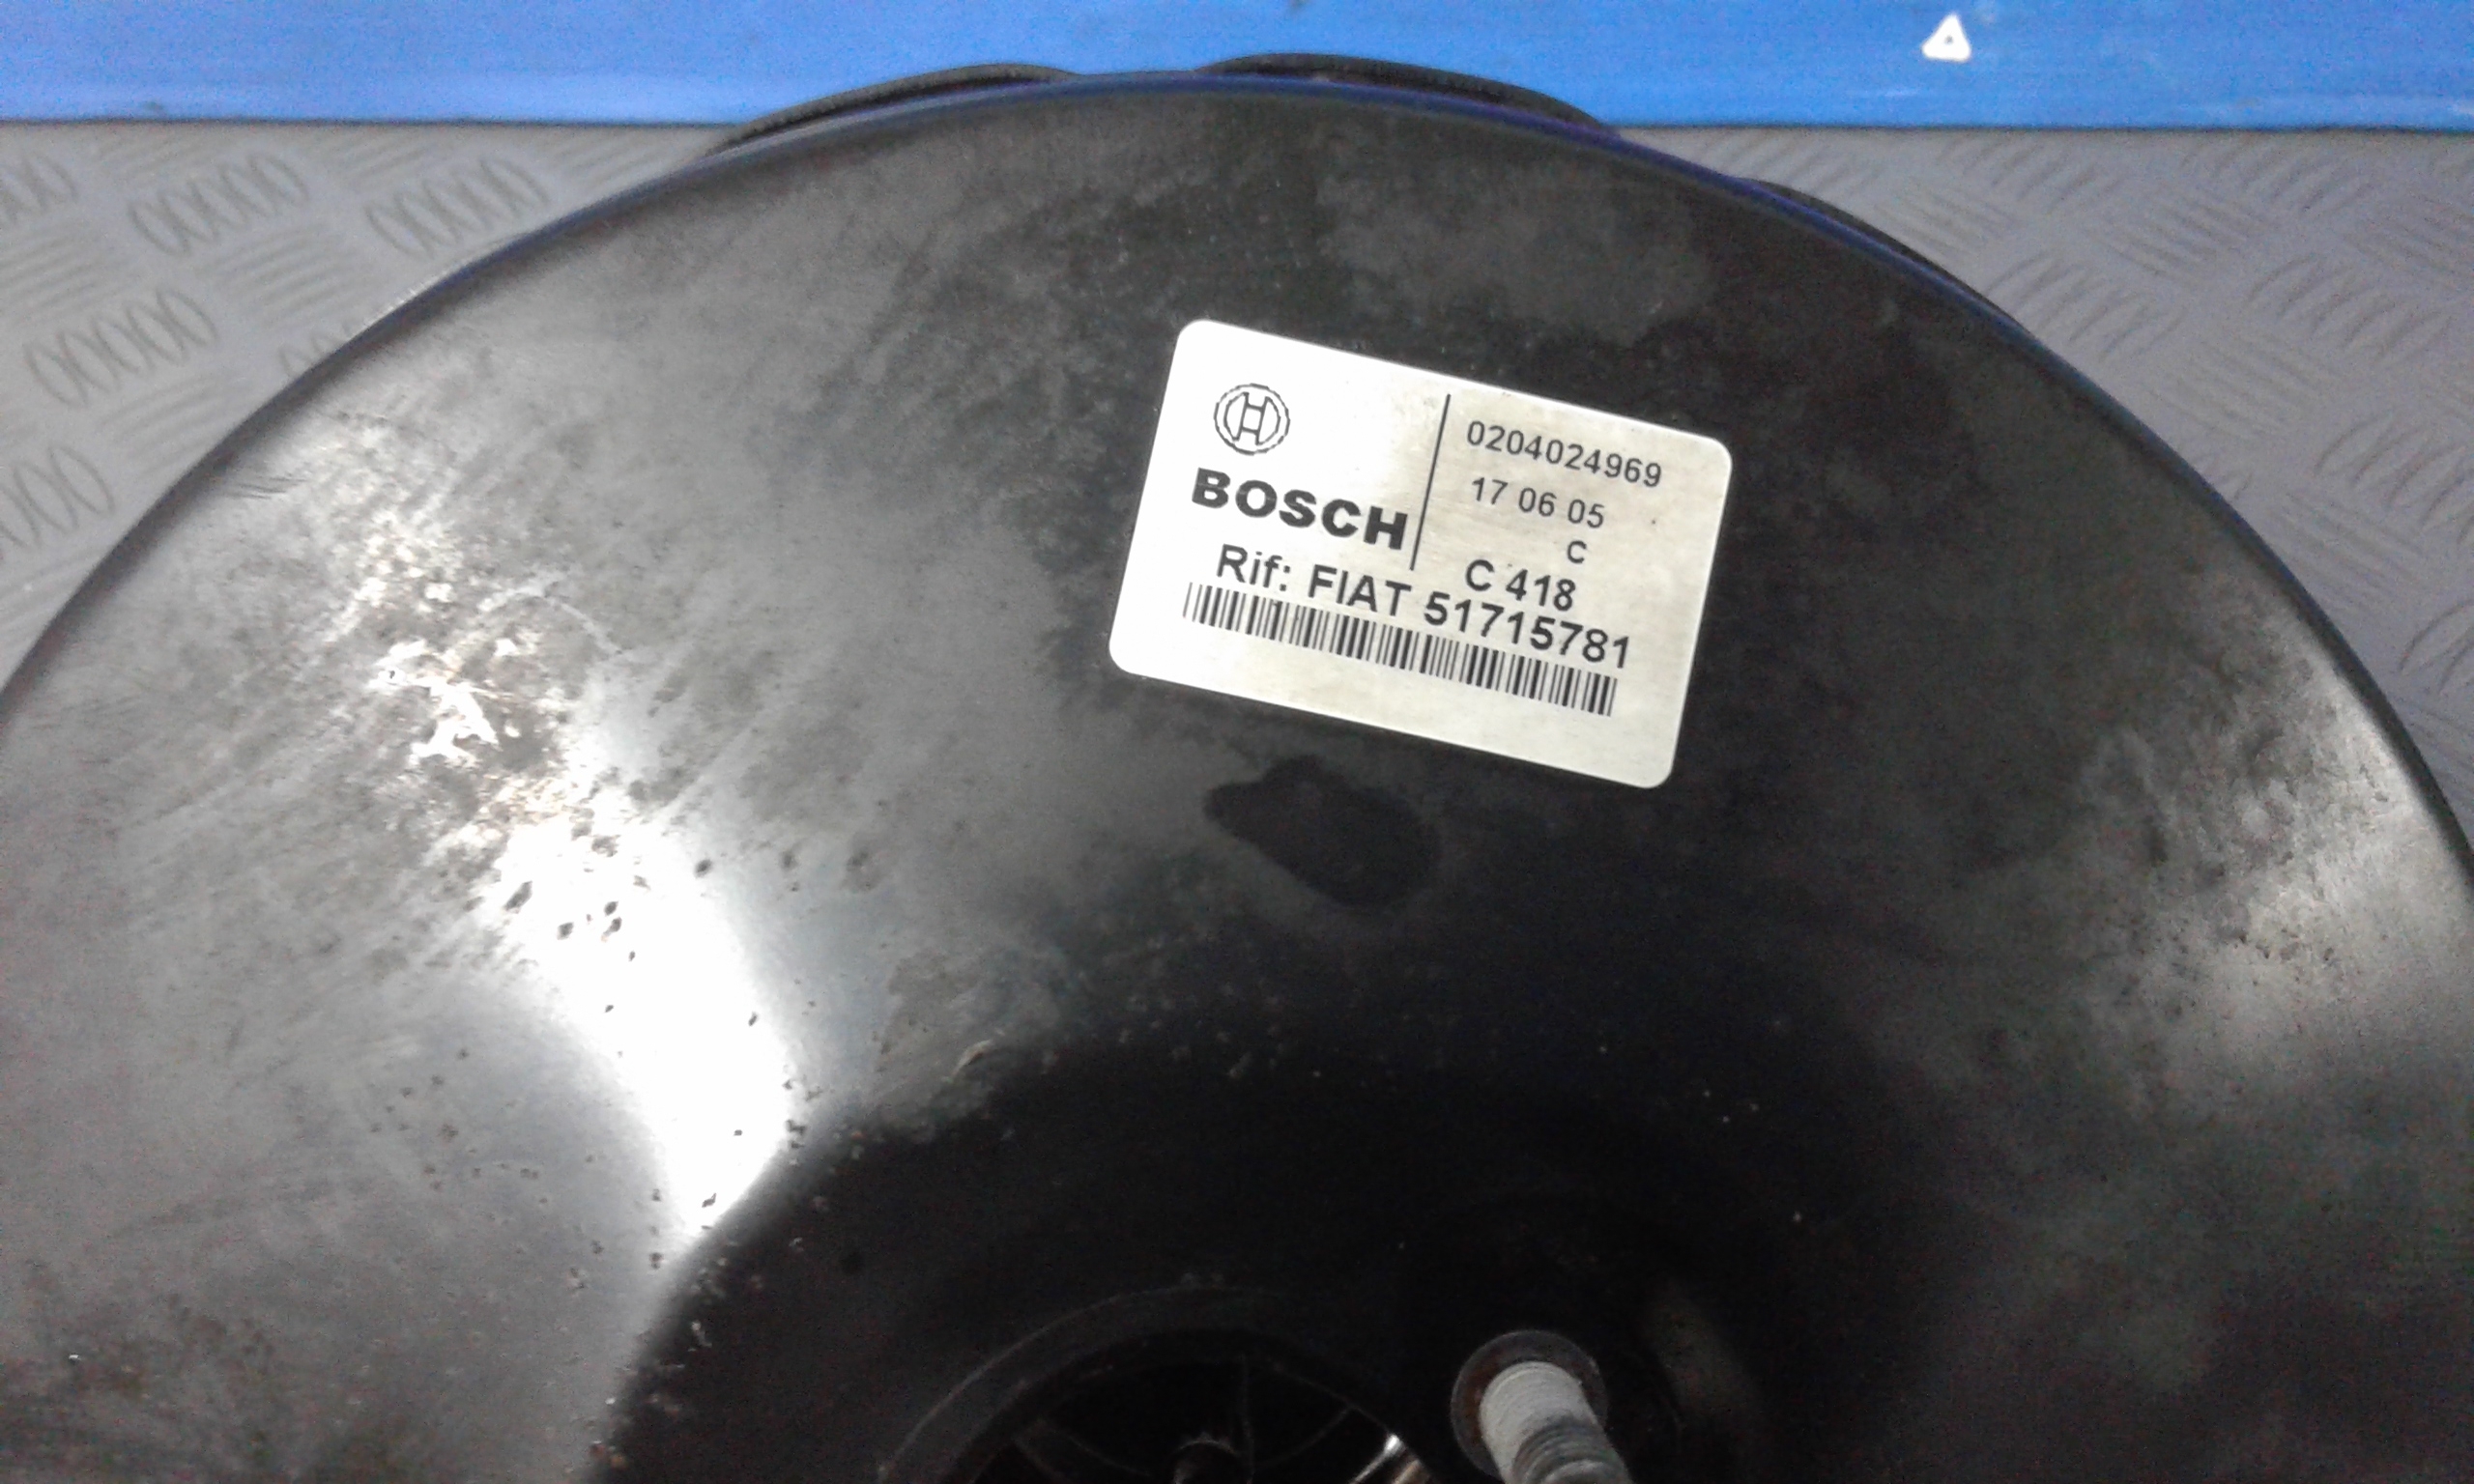 BOSCH
0204024969
17 06 05
C
C 418
Rif: FIAT 51715781